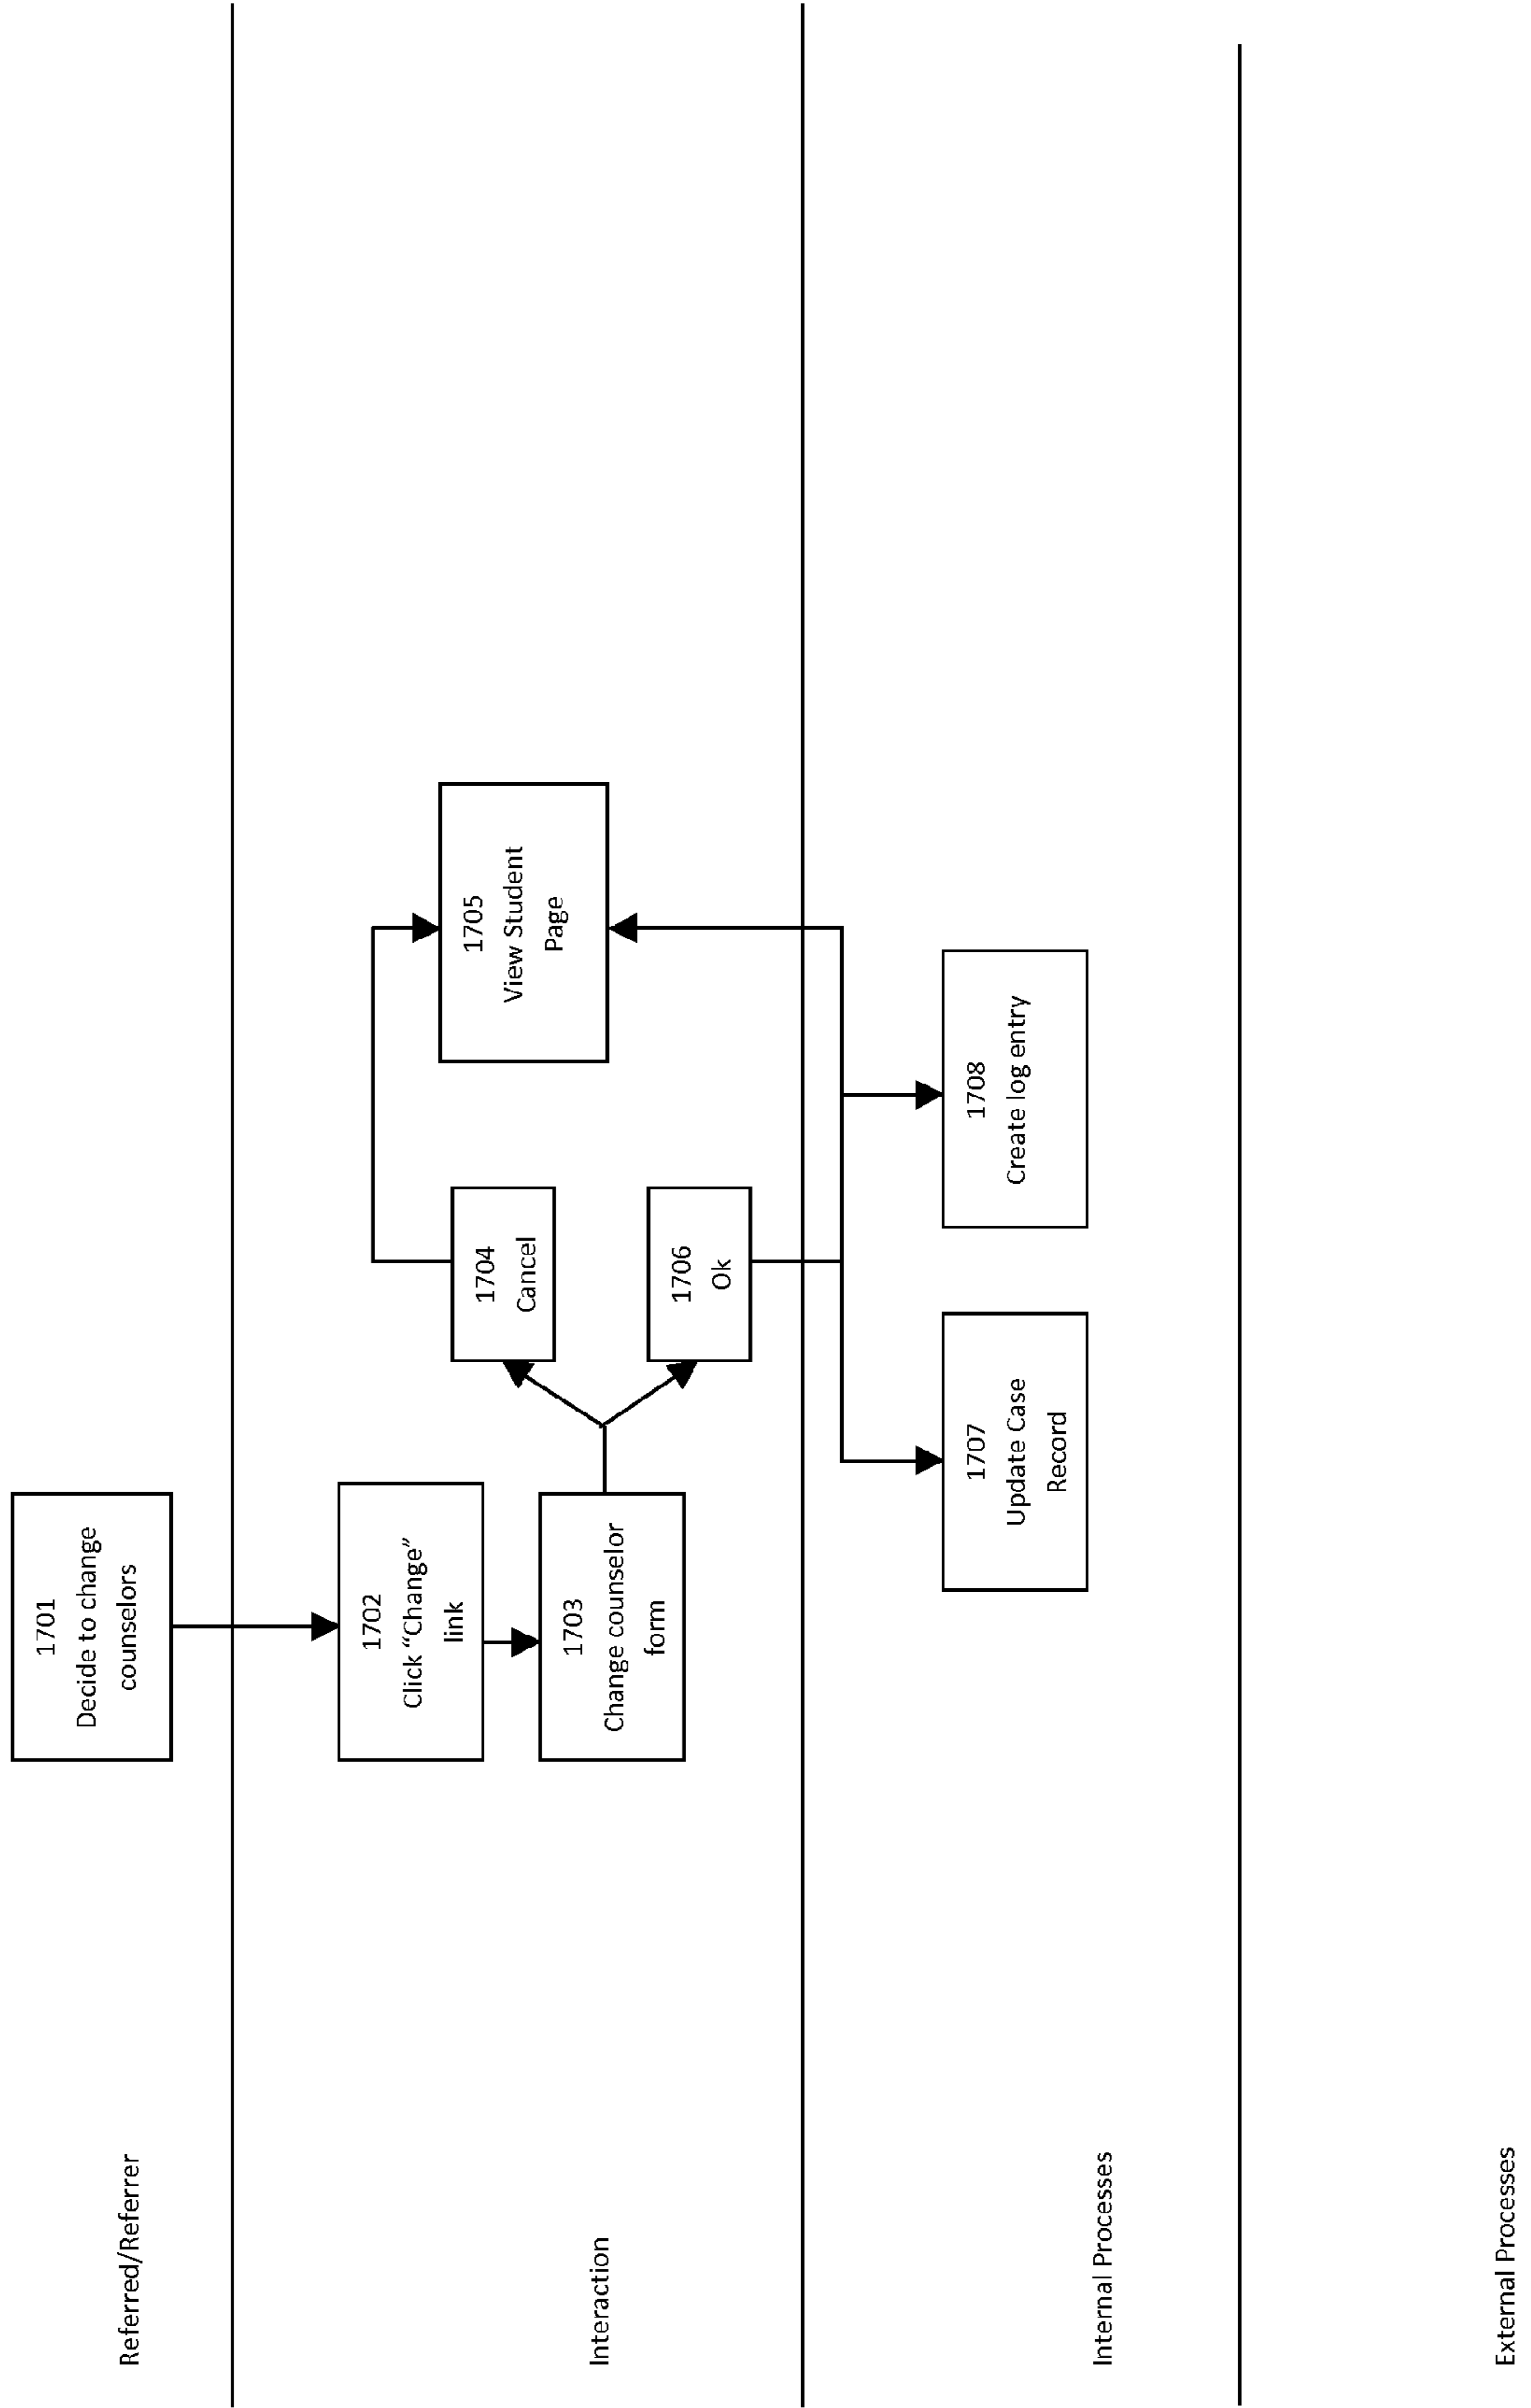 Referred/Referrer
1701
Decide to change
counselors
Interaction
1702
Click “Change”
link
1703
Change counselor
form
1704
Cancel
1706
Ok
1705
View Student
Page
Internal Processes
1707
Update Case
Record
1708
Create log entry
External Processes